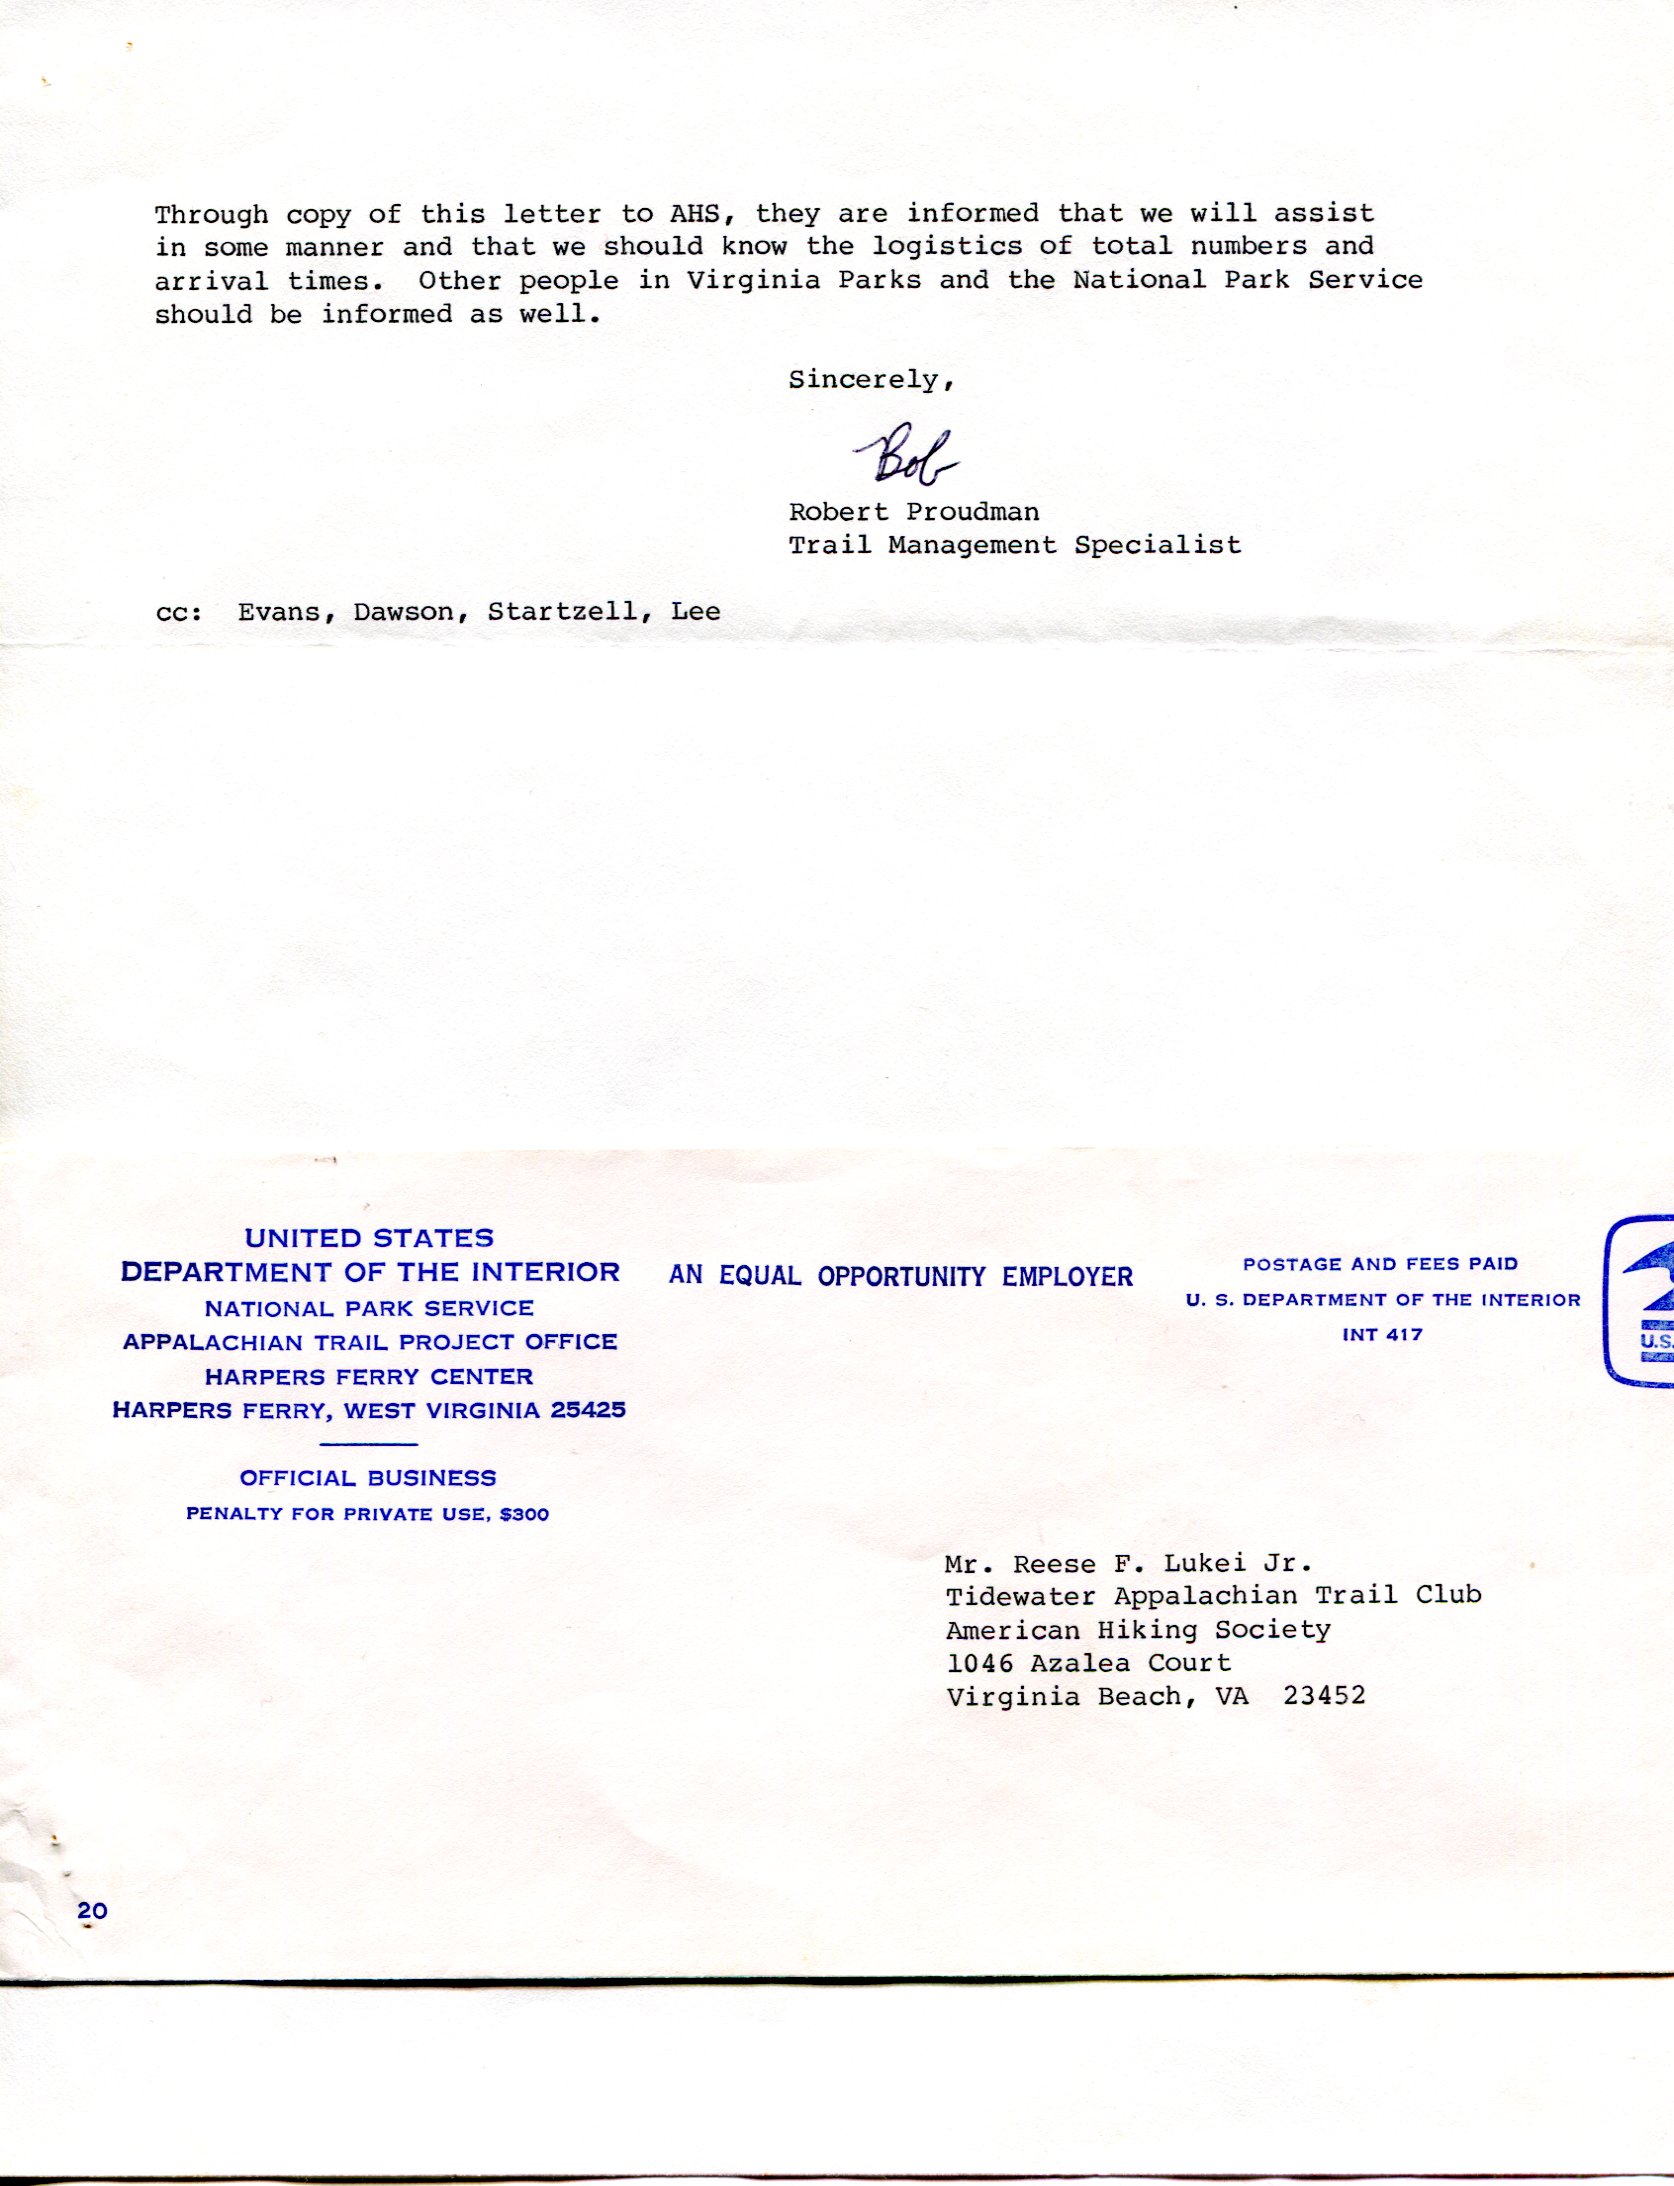 Through copy of this letter to AHS, they are informed that we will assist
in some manner and that we should know the logistics of total numbers and
arrival times.  Other people in Virginia Parks and the National Park Service
should be informed as well.
Sincerely,
Bob
Robert Proudman
Trail Management Specialist
cc:  Evans, Dawson, Startzell, Lee
UNITED STATES
DEPARTMENT OF THE INTERIOR
NATIONAL PARK SERVICE
APPALACHIAN TRAIL PROJECT OFFICE
HARPERS FERRY CENTER
HARPERS FERRY, WEST VIRGINIA 25425
OFFICIAL BUSINESS
PENALTY FOR PRIVATE USE, $300
AN EQUAL OPPORTUNITY EMPLOYER
POSTAGE AND FEES PAID
U. S. DEPARTMENT OF THE INTERIOR
INT 417
U.S.
Mr. Reese F. Lukei Jr.
Tidewater Appalachian Trail Club
American Hiking Society
1046 Azalea Court
Virginia Beach, VA  23452
20